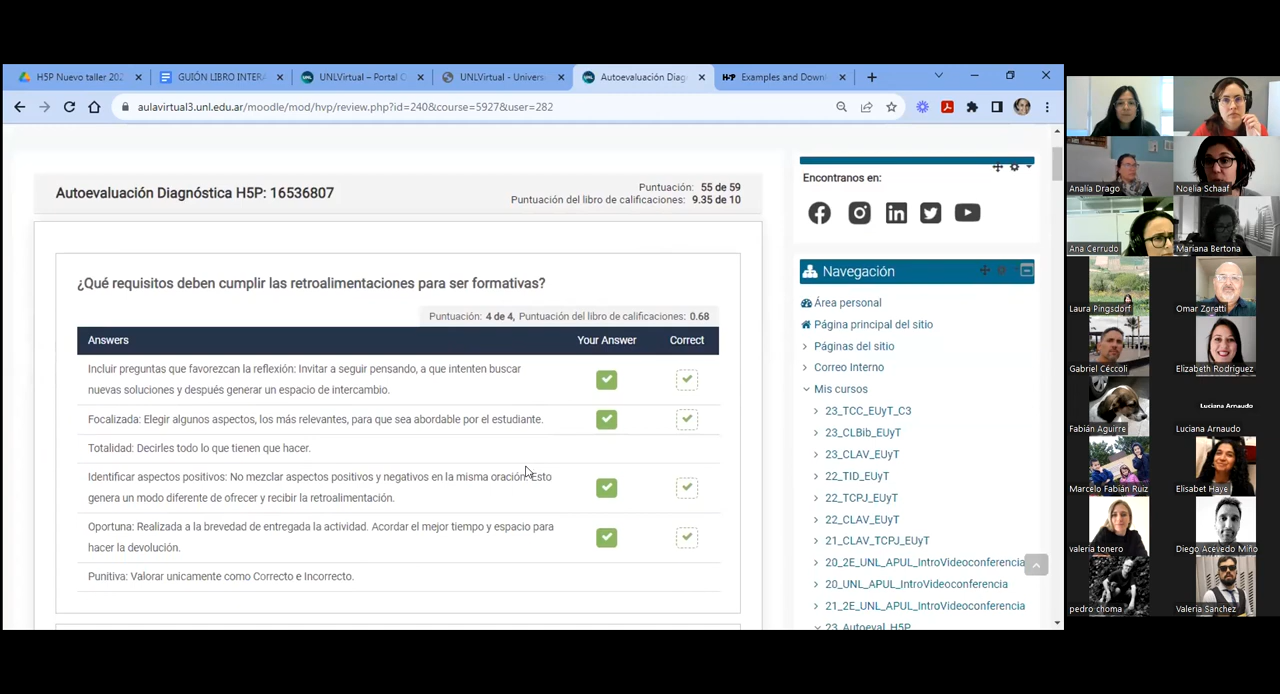 H5P Nuevo taller 202
GUIÓN LIBRO INTERA
UNLVirtual – Portal C
UNLVirtual - Universi
Autoevaluación Diag
H-P Examples and Down
aulavirtual3.unl.edu.ar/moodle/mod/hvp/review.php?id=240&course=5927&user=282
Autoevaluación Diagnóstica H5P: 16536807
Puntuación: 55 de 59
Puntuación del libro de calificaciones: 9.35 de 10
¿Qué requisitos deben cumplir las retroalimentaciones para ser formativas?
Puntuación: 4 de 4, Puntuación del libro de calificaciones: 0.68
Answers Your Answer Correct
Incluir preguntas que favorezcan la reflexión: Invitar a seguir pensando, a que intenten buscar
nuevas soluciones y después generar un espacio de intercambio.
Focalizada: Elegir algunos aspectos, los más relevantes, para que sea abordable por el estudiante.
Totalidad: Decirles todo lo que tienen que hacer.
Identificar aspectos positivos: No mezclar aspectos positivos y negativos en la misma oración. Esto
genera un modo diferente de ofrecer y recibir la retroalimentación.
Oportuna: Realizada a la brevedad de entregada la actividad. Acordar el mejor tiempo y espacio para
hacer la devolución.
Punitiva: Valorar unicamente como Correcto e Incorrecto.
Encontranos en:
Navegación
Área personal
Página principal del sitio
Páginas del sitio
Correo Interno
Mis cursos
23_TCC_EUyT_C3
23_CLBib_EUyT
23_CLAV_EUyT
22_TID_EUyT
22_TCPJ_EUyT
22_CLAV_EUyT
21_CLAV_TCPJ_EUyT
20_2E_UNL_APUL_IntroVideoconferencia
20_UNL_APUL_IntroVideoconferencia
21_2E_UNL_APUL_IntroVideoconferencia
23_Autoeval_H5P
Analía Drago
Noelia Schaaf
Ana Cerrudo
Mariana Bertona
Laura Pingsdorf
Omar Zoratti
Gabriel Céccoli
Elizabeth Rodriguez
Luciana Arnaudo
Fabián Aguirre
Luciana Arnaudo
Marcelo Fabián Ruiz
Elisabet Haye
valeria tonero
Diego Acevedo Miño
pedro choma
Valeria Sanchez